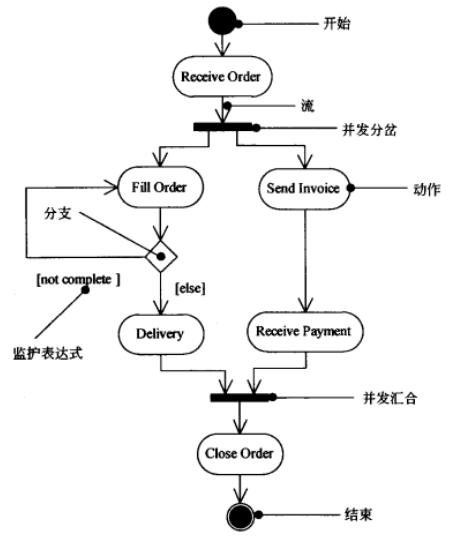 开始
Receive Order
流
并发分岔
Fill Order
Send Invoice
动作
分支
[not complete ]
[else]
监护表达式
Delivery
Receive Payment
并发汇合
Close Order
结束